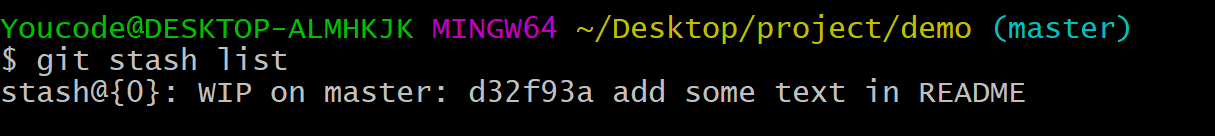 Youcode@DESKTOP-ALMHKJK MINGW64 ~/Desktop/project/demo (master)
$ git stash list
stash@{0}: WIP on master: d32f93a add some text in README